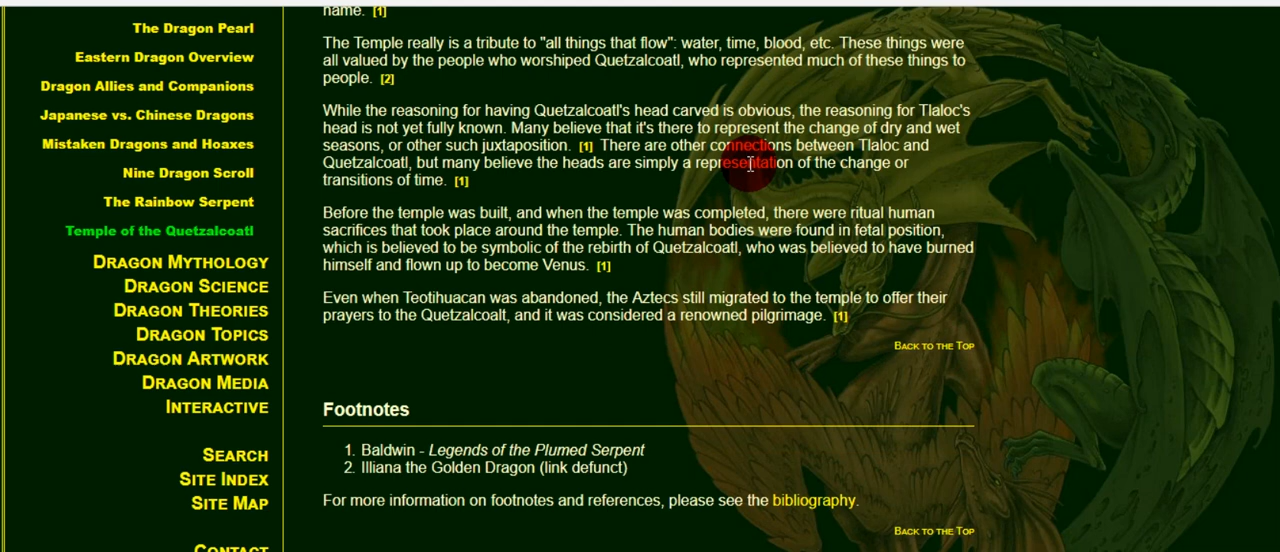 The Dragon Pearl
Eastern Dragon Overview
Dragon Allies and Companions
Japanese vs. Chinese Dragons
Mistaken Dragons and Hoaxes
Nine Dragon Scroll
The Rainbow Serpent
Temple of the Quetzalcoatl
Dragon Mythology
Dragon Science
Dragon Theories
Dragon Topics
Dragon Artwork
Dragon Media
Interactive
Search
Site Index
Site Map
Contact
name. [1]
The Temple really is a tribute to "all things that flow": water, time, blood, etc. These things were
all valued by the people who worshiped Quetzalcoatl, who represented much of these things to
people. [2]
While the reasoning for having Quetzalcoatl's head carved is obvious, the reasoning for Tlaloc's
head is not yet fully known. Many believe that it's there to represent the change of dry and wet
seasons, or other such juxtaposition. [1] There are other connections between Tlaloc and
Quetzalcoatl, but many believe the heads are simply a representation of the change or
transitions of time. [1]
Before the temple was built, and when the temple was completed, there were ritual human
sacrifices that took place around the temple. The human bodies were found in fetal position,
which is believed to be symbolic of the rebirth of Quetzalcoatl, who was believed to have burned
himself and flown up to become Venus. [1]
Even when Teotihuacan was abandoned, the Aztecs still migrated to the temple to offer their
prayers to the Quetzalcoalt, and it was considered a renowned pilgrimage. [1]
Back to the Top
Footnotes
1. Baldwin - Legends of the Plumed Serpent
2. Illiana the Golden Dragon (link defunct)
For more information on footnotes and references, please see the bibliography.
Back to the Top